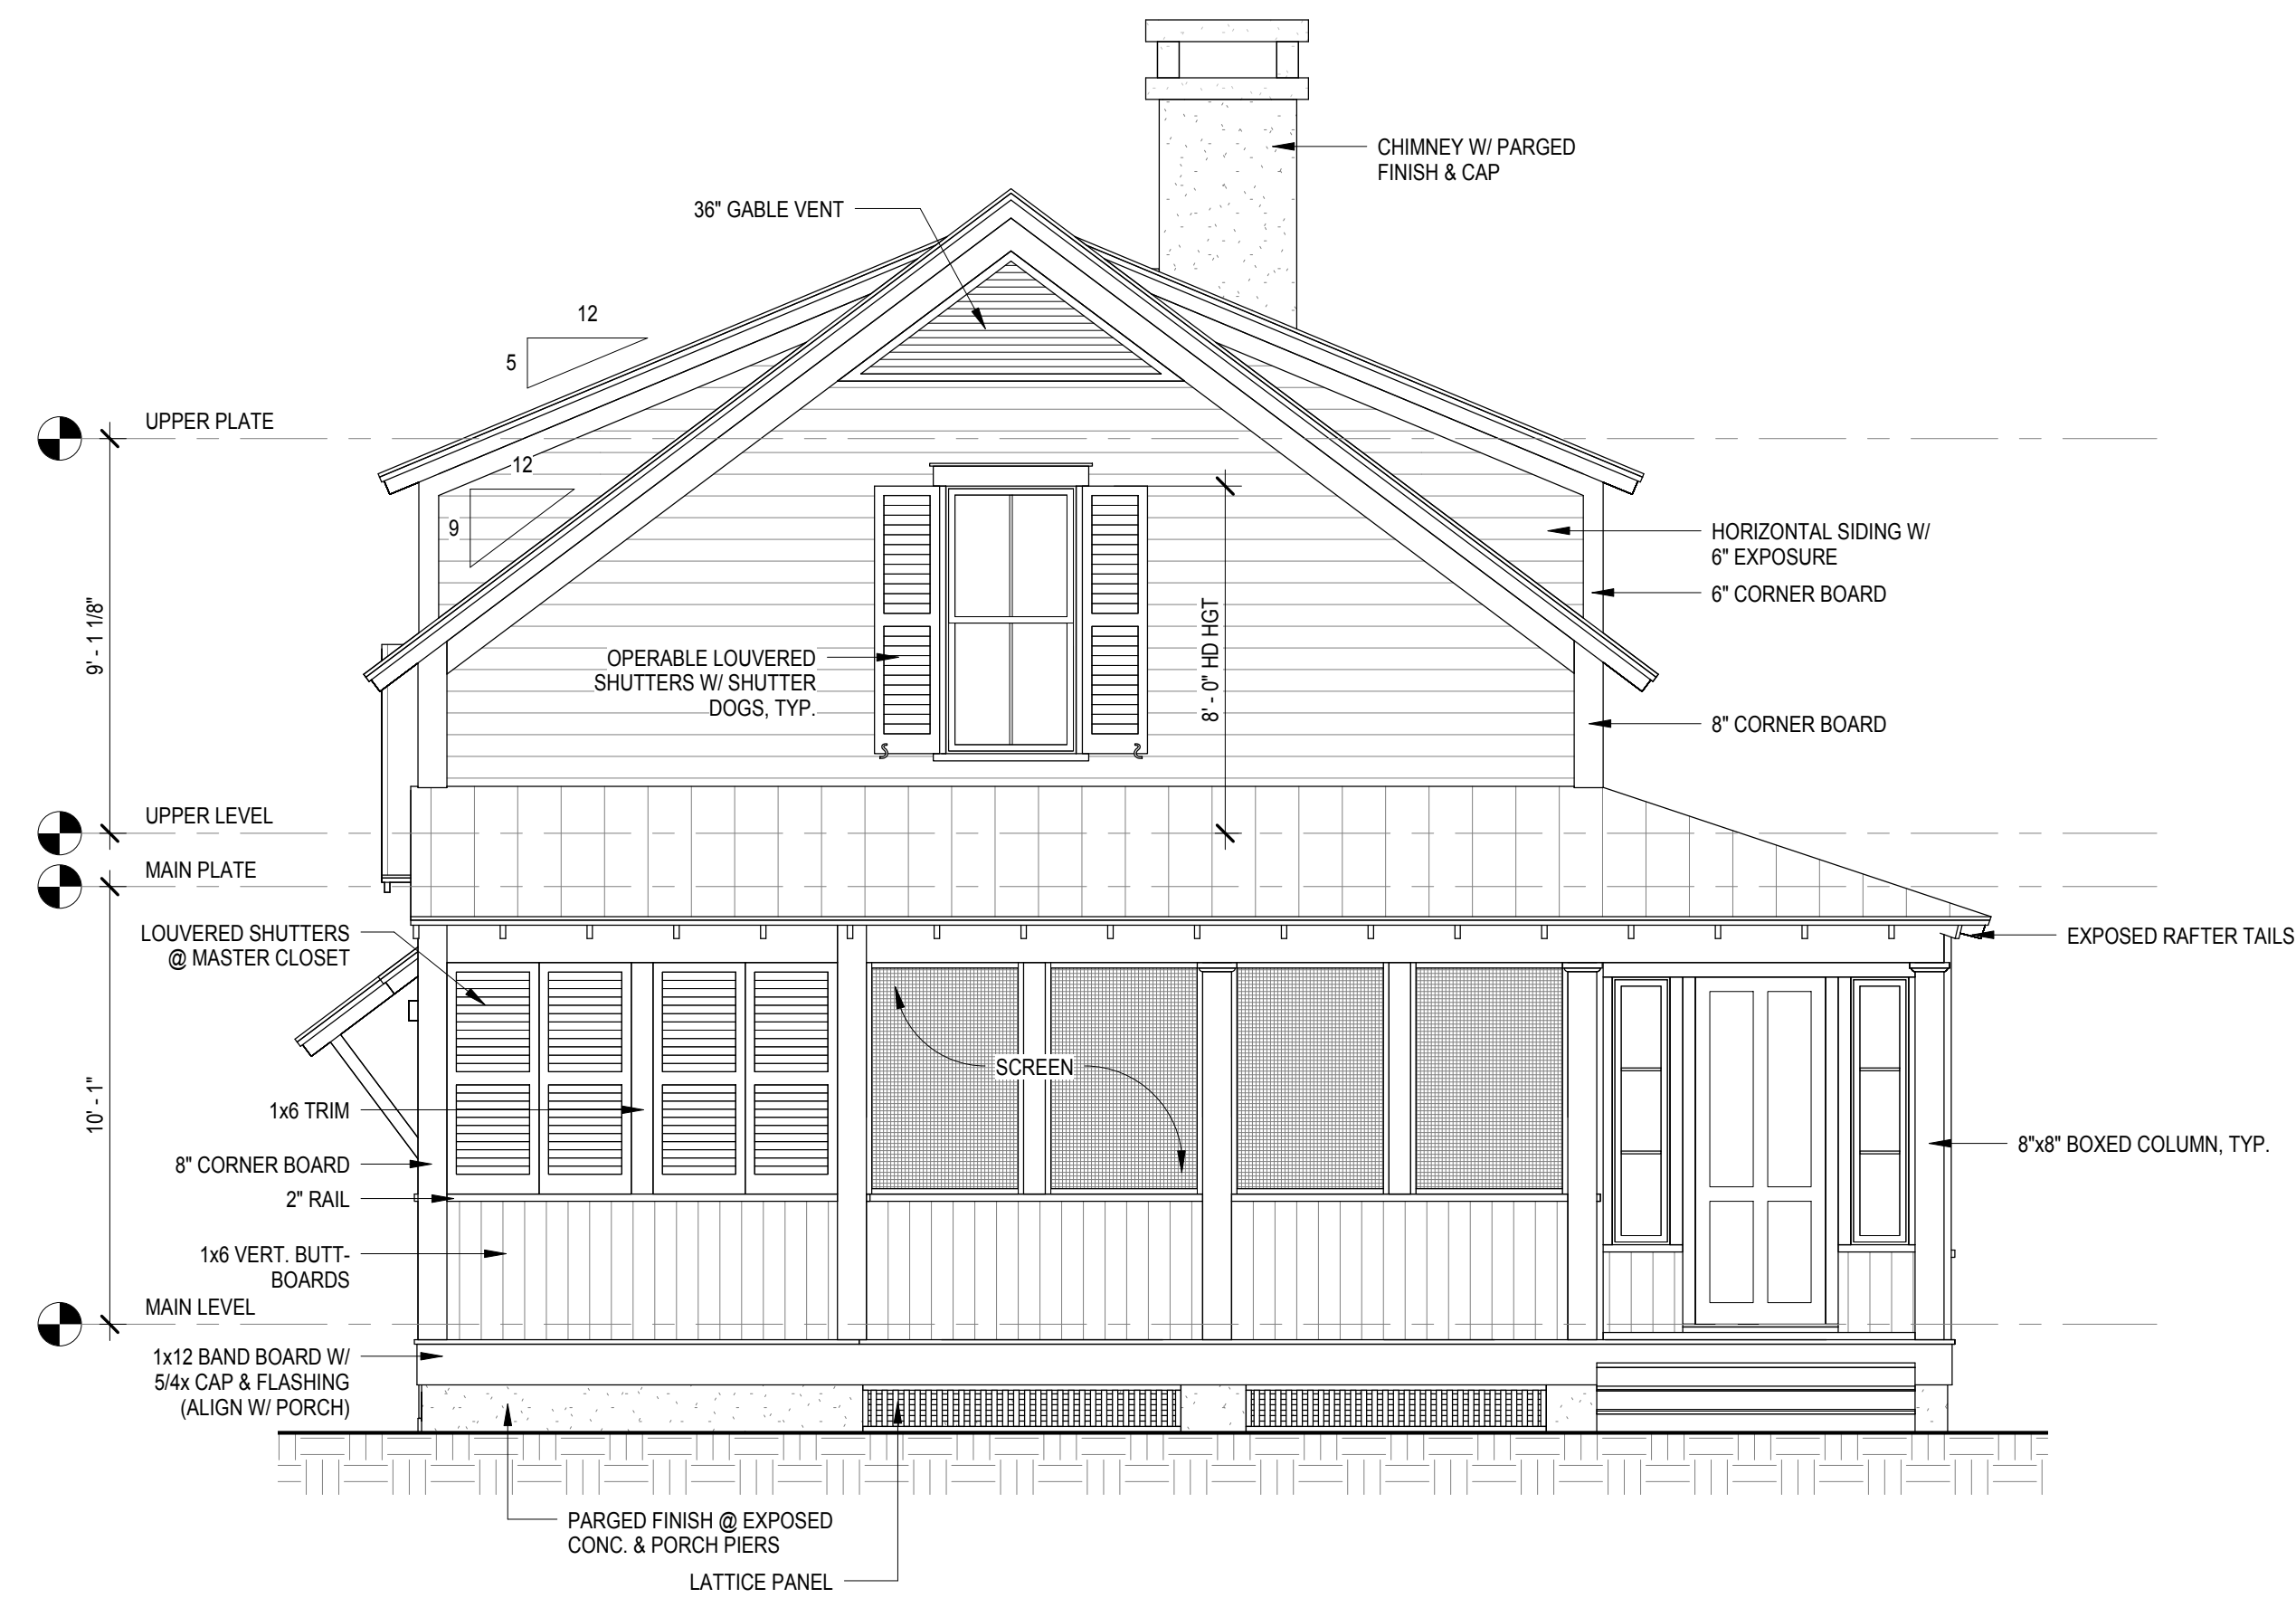 CHIMNEY W/ PARGED
FINISH & CAP
36" GABLE VENT
12
5
UPPER PLATE
12
9
HORIZONTAL SIDING W/
6" EXPOSURE
6" CORNER BOARD
9' - 1 1/8"
8' - 0" HD HGT
OPERABLE LOUVERED
SHUTTERS W/ SHUTTER
DOGS, TYP.
8" CORNER BOARD
UPPER LEVEL
MAIN PLATE
LOUVERED SHUTTERS
@ MASTER CLOSET
EXPOSED RAFTER TAILS
SCREEN
10' - 1"
1x6 TRIM
8"x8" BOXED COLUMN, TYP.
8" CORNER BOARD
2" RAIL
1x6 VERT. BUTT-
BOARDS
MAIN LEVEL
1x12 BAND BOARD W/
5/4x CAP & FLASHING
(ALIGN W/ PORCH)
PARGED FINISH @ EXPOSED
CONC. & PORCH PIERS
LATTICE PANEL